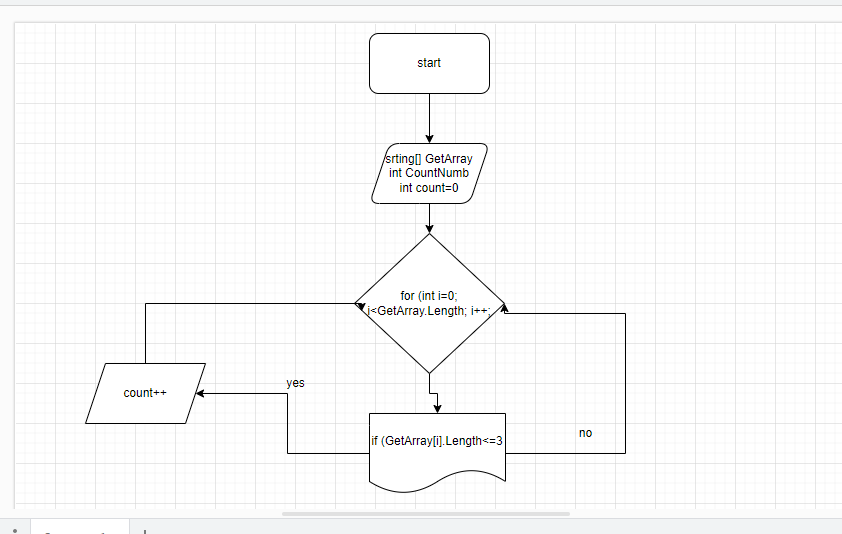 start
srting[] GetArray
int CountNumb
int count=0
for (int i=0;
i<GetArray.Length; i++;
count++
yes
if (GetArray[i].Length<=3
no